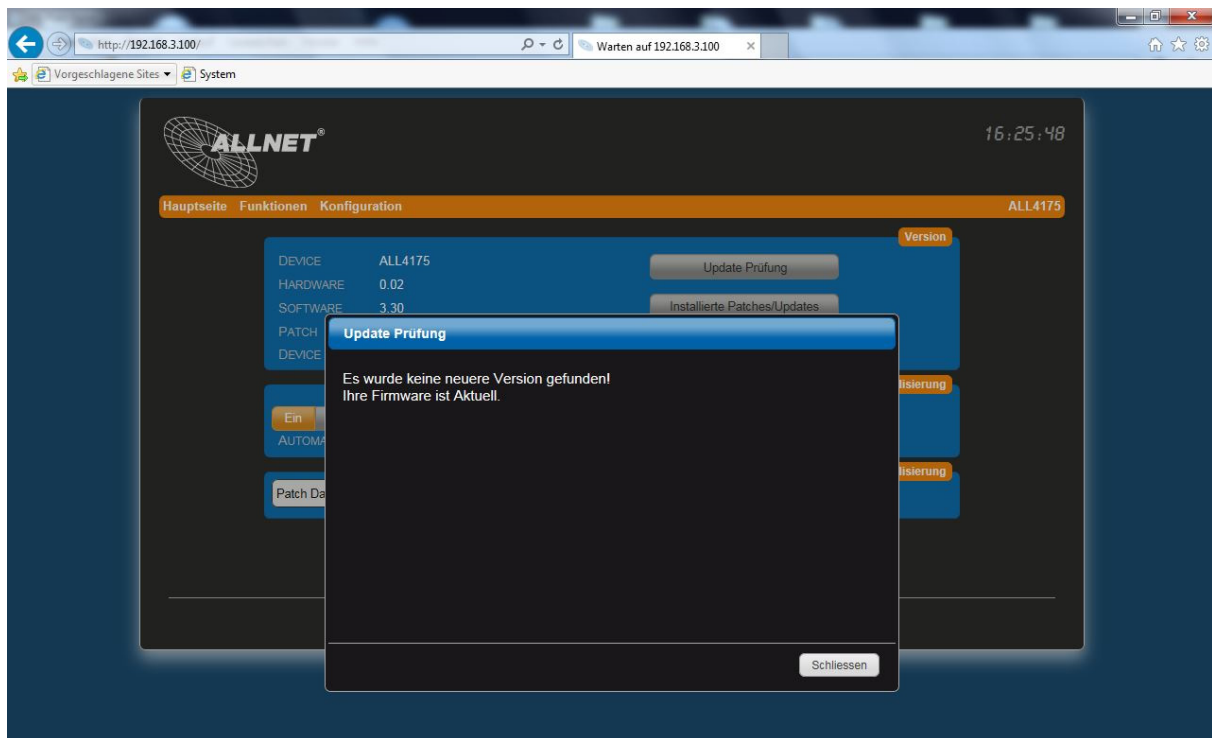 http://192.168.3.100/
Warten auf 192.168.3.100
Vorgeschlagene Sites
System
ALLNET®
16:25:48
Hauptseite Funktionen Konfiguration
ALL4175
Version
DEVICE ALL4175
Update Prüfung
HARDWARE 0.02
SOFTWARE 3.30
Installierte Patches/Updates
PATCH
DEVICE
Update Prüfung
Es wurde keine neuere Version gefunden!
Ihre Firmware ist Aktuell.
lisierung
Ein
AUTOMA
lisierung
Patch Da
Schliessen